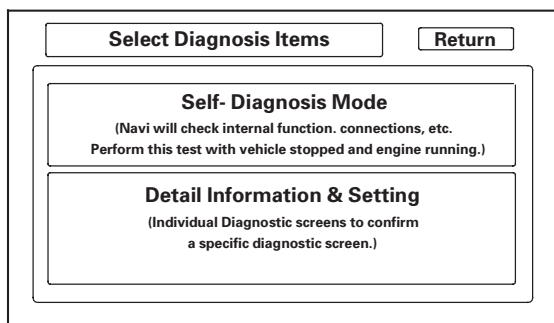 Select Diagnosis Items
Return
Self- Diagnosis Mode
(Navi will check internal function. connections, etc.
Perform this test with vehicle stopped and engine running.)
Detail Information & Setting
(Individual Diagnostic screens to confirm
a specific diagnostic screen.)